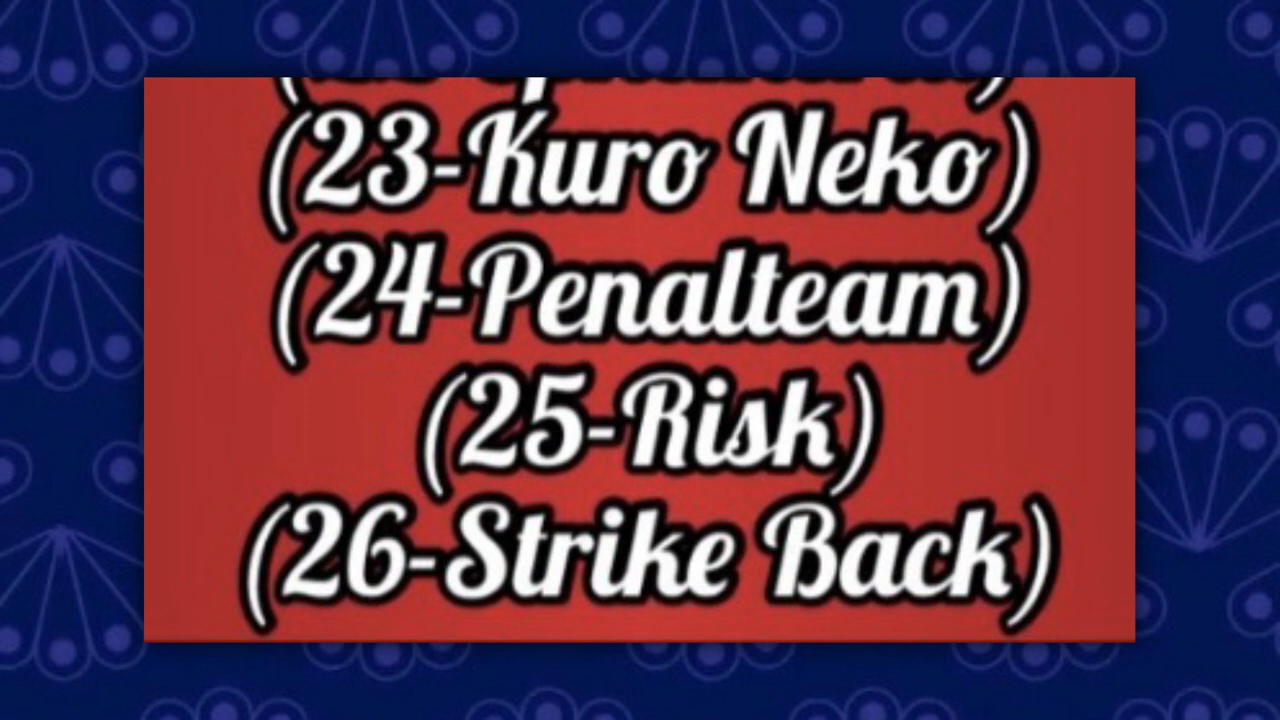 (23-Kuro Neko)
(24-Penalteam)
(25-Risk)
(26-Strike Back)